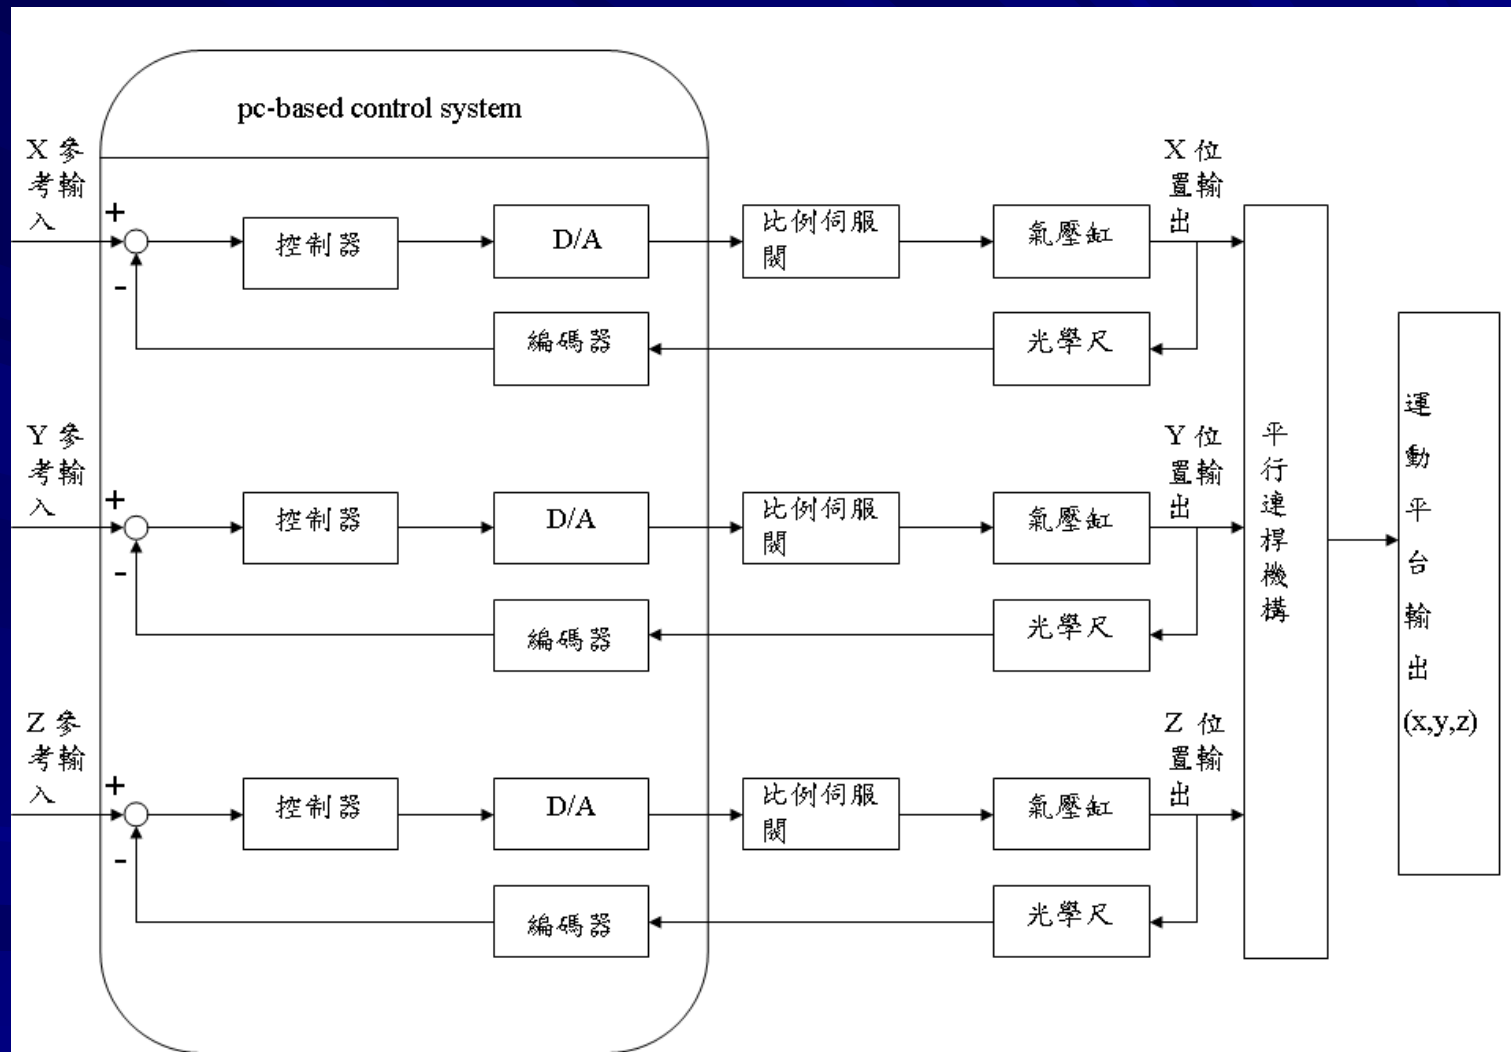 pc-based control system
X 參
考輸
入
+
-
控制器
D/A
比例伺服
閥
氣壓缸
X 位
置輸
出
編碼器
光學尺
Y 參
考輸
入
+
-
控制器
D/A
比例伺服
閥
氣壓缸
Y 位
置輸
出
編碼器
光學尺
Z 參
考輸
入
+
-
控制器
D/A
比例伺服
閥
氣壓缸
Z 位
置輸
出
編碼器
光學尺
平
行
連
桿
機
構
運
動
平
台
輸
出
(x,y,z)